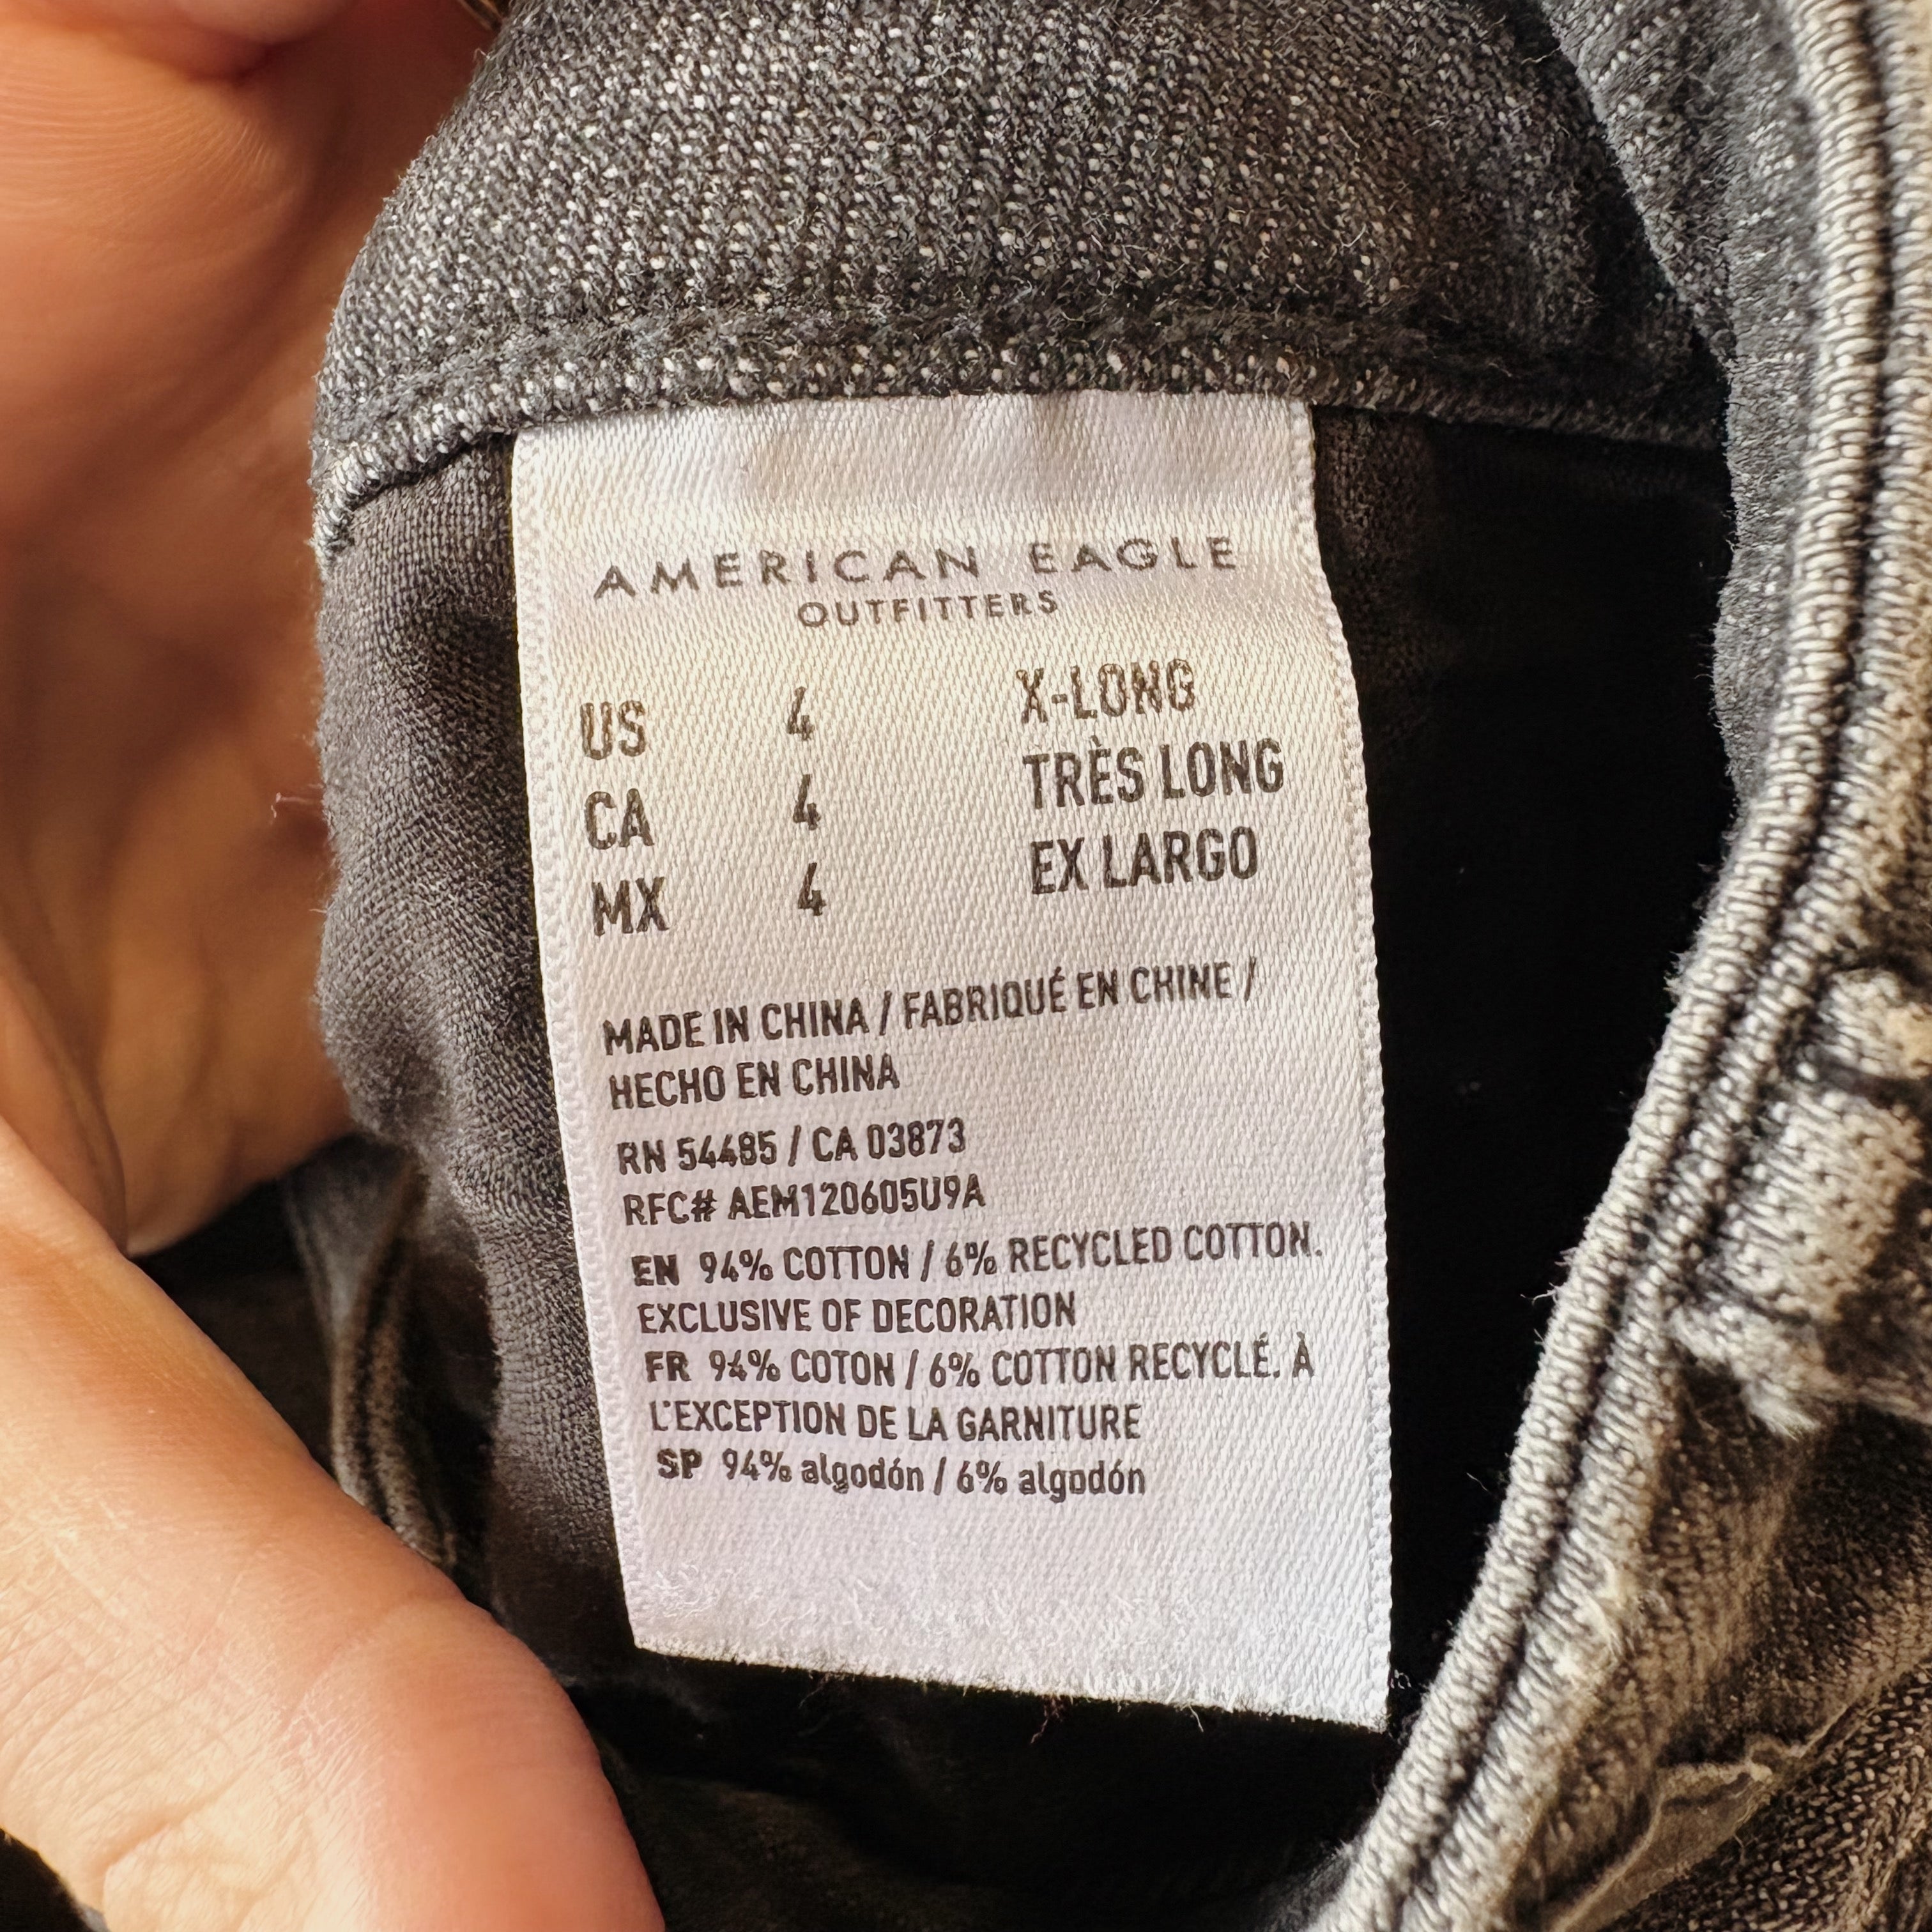 AMERICAN EAGLE
OUTFITTERS
US 4 X-LONG
CA 4 TRÈS LONG
MX 4 EX LARGO
MADE IN CHINA / FABRIQUÉ EN CHINE /
HECHO EN CHINA
RN 54485 / CA 03873
RFC# AEM120605U9A
EN 94% COTTON / 6% RECYCLED COTTON.
EXCLUSIVE OF DECORATION
FR 94% COTON / 6% COTTON RECYCLÉ. À
L'EXCEPTION DE LA GARNITURE
SP 94% algodón / 6% algodón